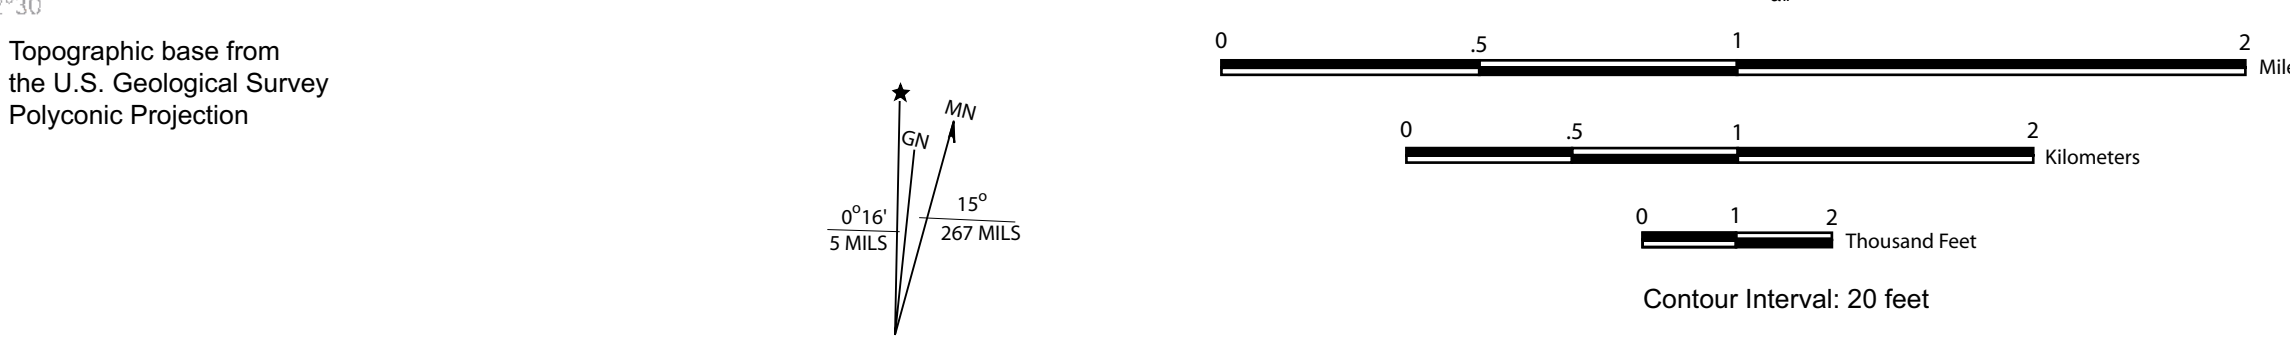 Topographic base from
the U.S. Geological Survey
Polyconic Projection
MN
GN
0°16'
5 MILS
15°
267 MILS
0 .5 1 2
0 .5 1 2
Kilometers
0 1 2
Thousand Feet
Contour Interval: 20 feet